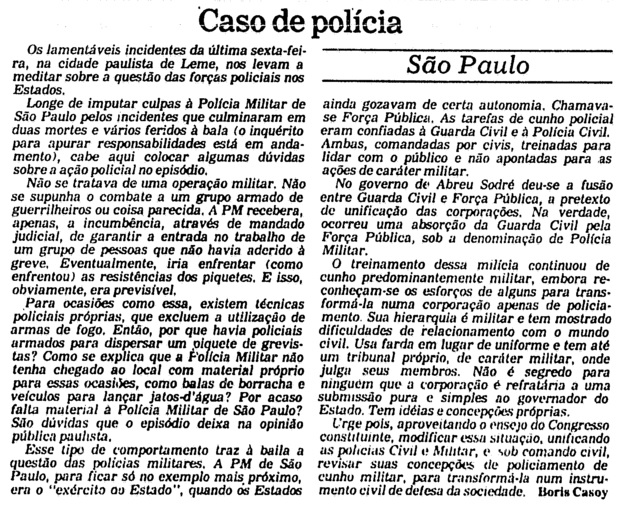 Caso de polícia
Os lamentáveis incidentes da última sexta-fei-
ra, na cidade paulista de Leme, nos levam a
meditar sobre a questão das forças policiais nos
Estados.
Longe de imputar culpas à Polícia Militar de
São Paulo pelos incidentes que culminaram em
duas mortes e vários feridos à bala (o inquérito
para apurar responsabilidades está em anda-
mento), cabe aqui colocar algumas dúvidas
sobre a ação policial no episódio.
Não se tratava de uma operação militar. Não
se supunha o combate a um grupo armado de
guerrilheiros ou coisa parecida. A PM recebera,
apenas, a incumbência, através de mandado
judicial, de garantir a entrada no trabalho de
um grupo de pessoas que não havia aderido à
greve. Eventualmente, iria enfrentar (como
enfrentou) as resistências dos piquetes. E isso,
obviamente, era previsível.
Para ocasiões como essa, existem técnicas
policiais próprias, que excluem a utilização de
armas de fogo. Então, por que havia policiais
armados para dispersar um piquete de grevis-
tas? Como se explica que a Polícia Militar não
tenha chegado ao local com material próprio
para essas ocasiões, como balas de borracha e
veículos para lançar jatos-d'água? Por acaso
falta material à Polícia Militar de São Paulo?
São dúvidas que o episódio deixa na opinião
pública paulista.
Esse tipo de comportamento traz à baila a
questão das polícias militares. A PM de São
Paulo, para ficar só no exemplo mais próximo,
era o "exército do Estado", quando os Estados
São Paulo
ainda gozavam de certa autonomia. Chamava-
se Força Pública. As tarefas de cunho policial
eram confiadas à Guarda Civil e à Polícia Civil.
Ambas, comandadas por civis, treinadas para
lidar com o público e não apontadas para as
ações de caráter militar.
No governo de Abreu Sodré deu-se a fusão
entre Guarda Civil e Força Pública, a pretexto
de unificação das corporações. Na verdade,
ocorreu uma absorção da Guarda Civil pela
Força Pública, sob a denominação de Polícia
Militar.
O treinamento dessa milícia continuou de
cunho predominantemente militar, embora re-
conheçam-se os esforços de alguns para trans-
formá-la numa corporação apenas de policia-
mento. Sua hierarquia é militar e tem mostrado
dificuldades de relacionamento com o mundo
civil. Usa farda em lugar de uniforme e tem até
um tribunal próprio, de caráter militar, onde
julga seus membros. Não é segredo para
ninguém que a corporação é refratária a uma
submissão pura e simples ao governador do
Estado. Tem idéias e concepções próprias.
Urge pois, aproveitando o ensejo do Congresso
constituinte, modificar essa situação, unificando
as polícias Civil e Militar, e sob comando civil,
revisar suas concepções de policiamento de
cunho militar, para transformá-la num instru-
mento civil de defesa da sociedade. Boris Casoy